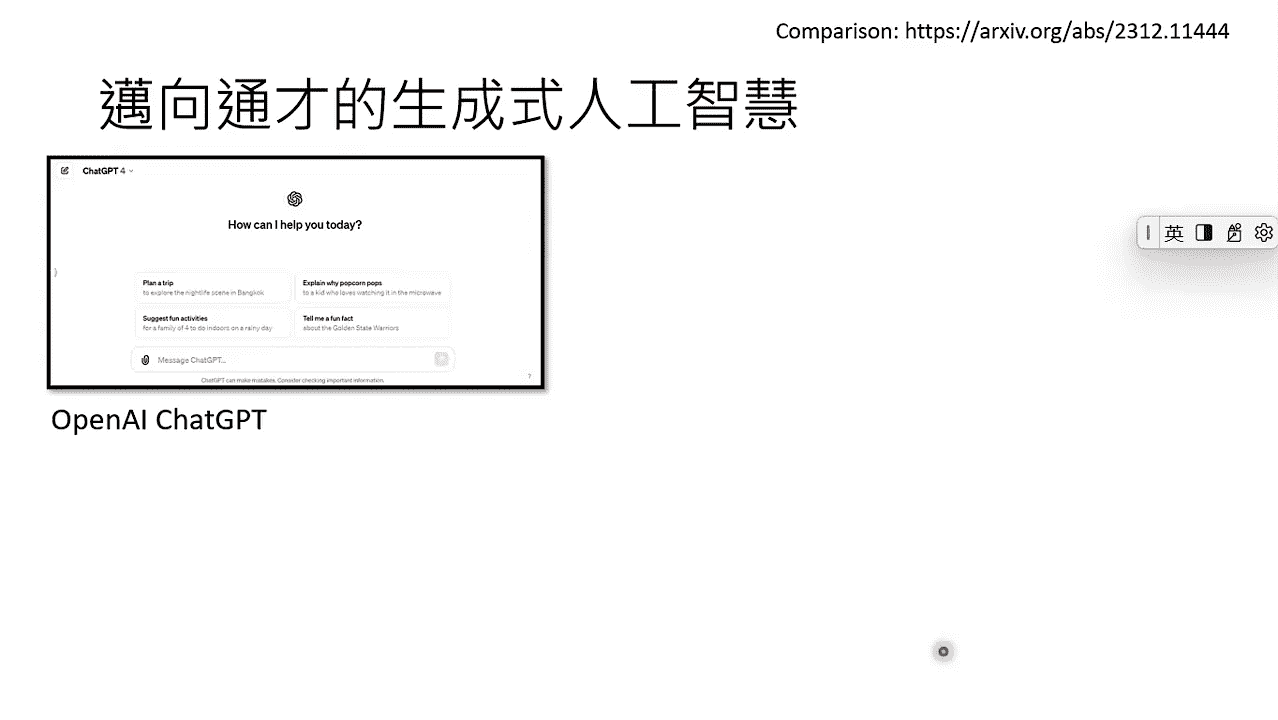 Comparison: https://arxiv.org/abs/2312.11444
邁向通才的生成式人工智慧
ChatGPT 4
How can I help you today?
Plan a trip
to explore the nightlife scene in Bangkok
Explain why popcorn pops
to a kid who loves watching it in the microwave
Suggest fun activities
for a family of 4 to do indoors on a rainy day
Tell me a fun fact
about the Golden State Warriors
Message ChatGPT...
ChatGPT can make mistakes. Consider checking important information.
?
OpenAI ChatGPT
英